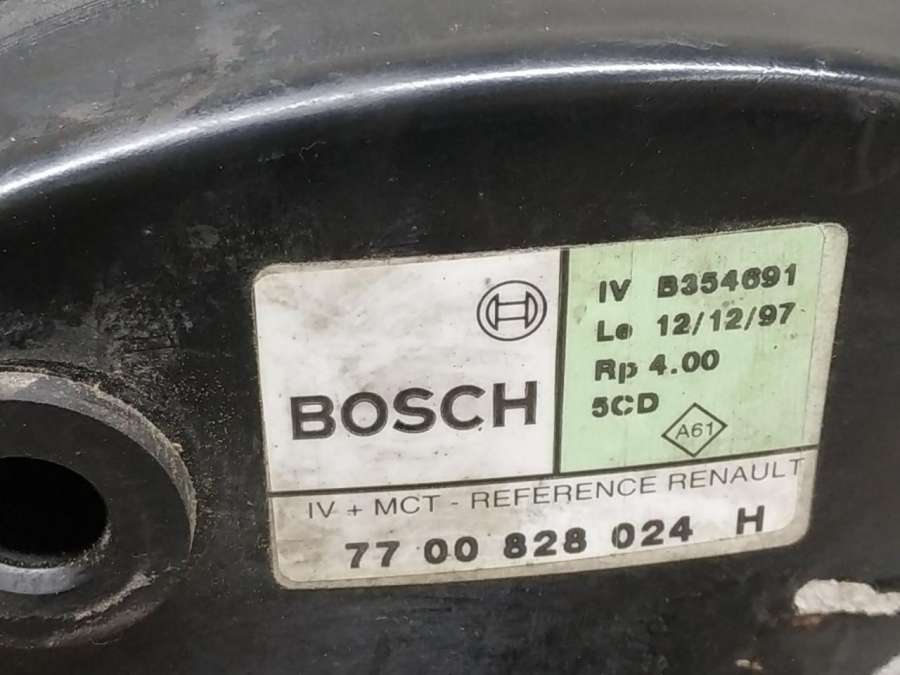 BOSCH
IV B354691
Le 12/12/97
Rp 4.00
5CD
A61
IV + MCT - REFERENCE RENAULT
77 00 828 024 H